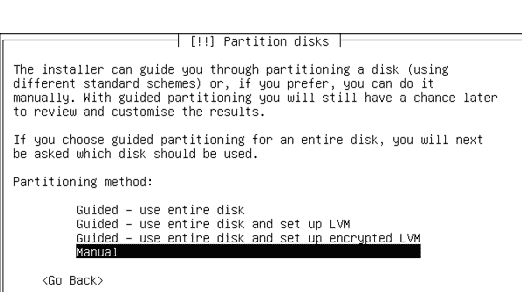 [!!] Partition disks
The installer can guide you through partitioning a disk (using
different standard schemes) or, if you prefer, you can do it
manually. With guided partitioning you will still have a chance later
to review and customise the results.
If you choose guided partitioning for an entire disk, you will next
be asked which disk should be used.
Partitioning method:
Guided - use entire disk
Guided - use entire disk and set up LVM
Guided - use entire disk and set up encrypted LVM
Manual
<Go Back>